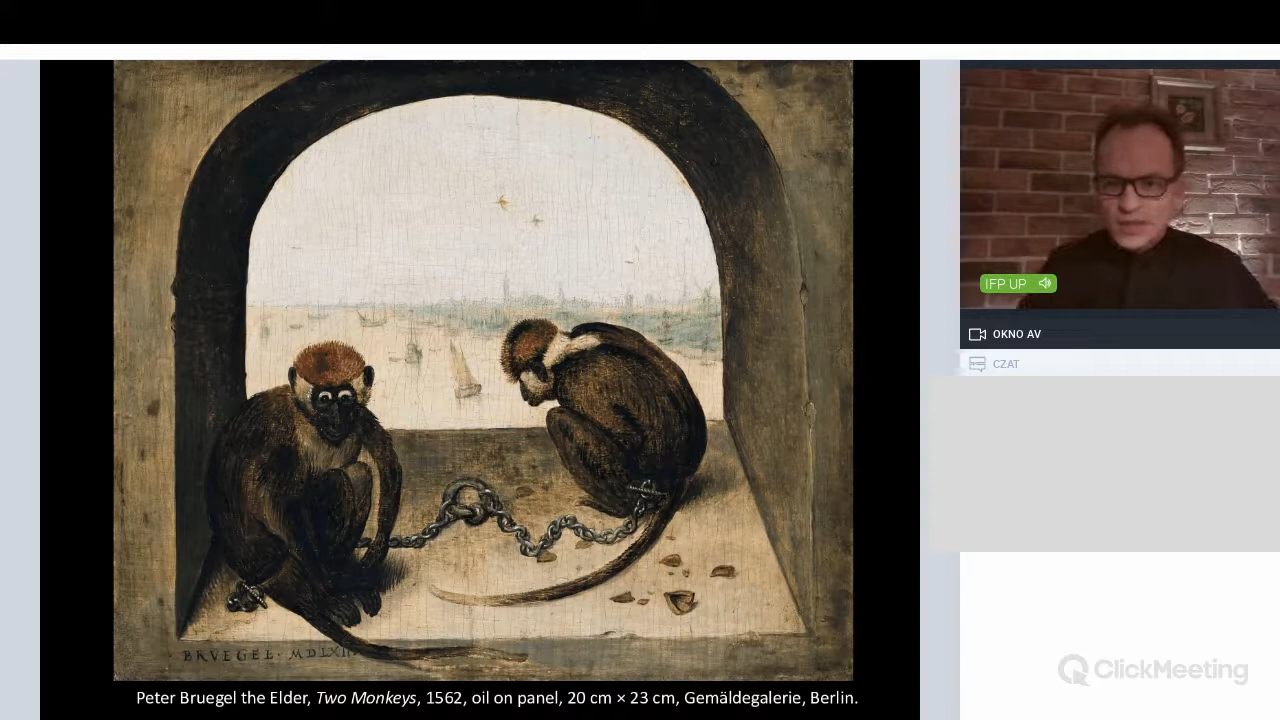 BRVEGEL · MDLXII
Peter Bruegel the Elder, Two Monkeys, 1562, oil on panel, 20 cm × 23 cm, Gemäldegalerie, Berlin.
IFP UP
OKNO AV
CZAT
ClickMeeting